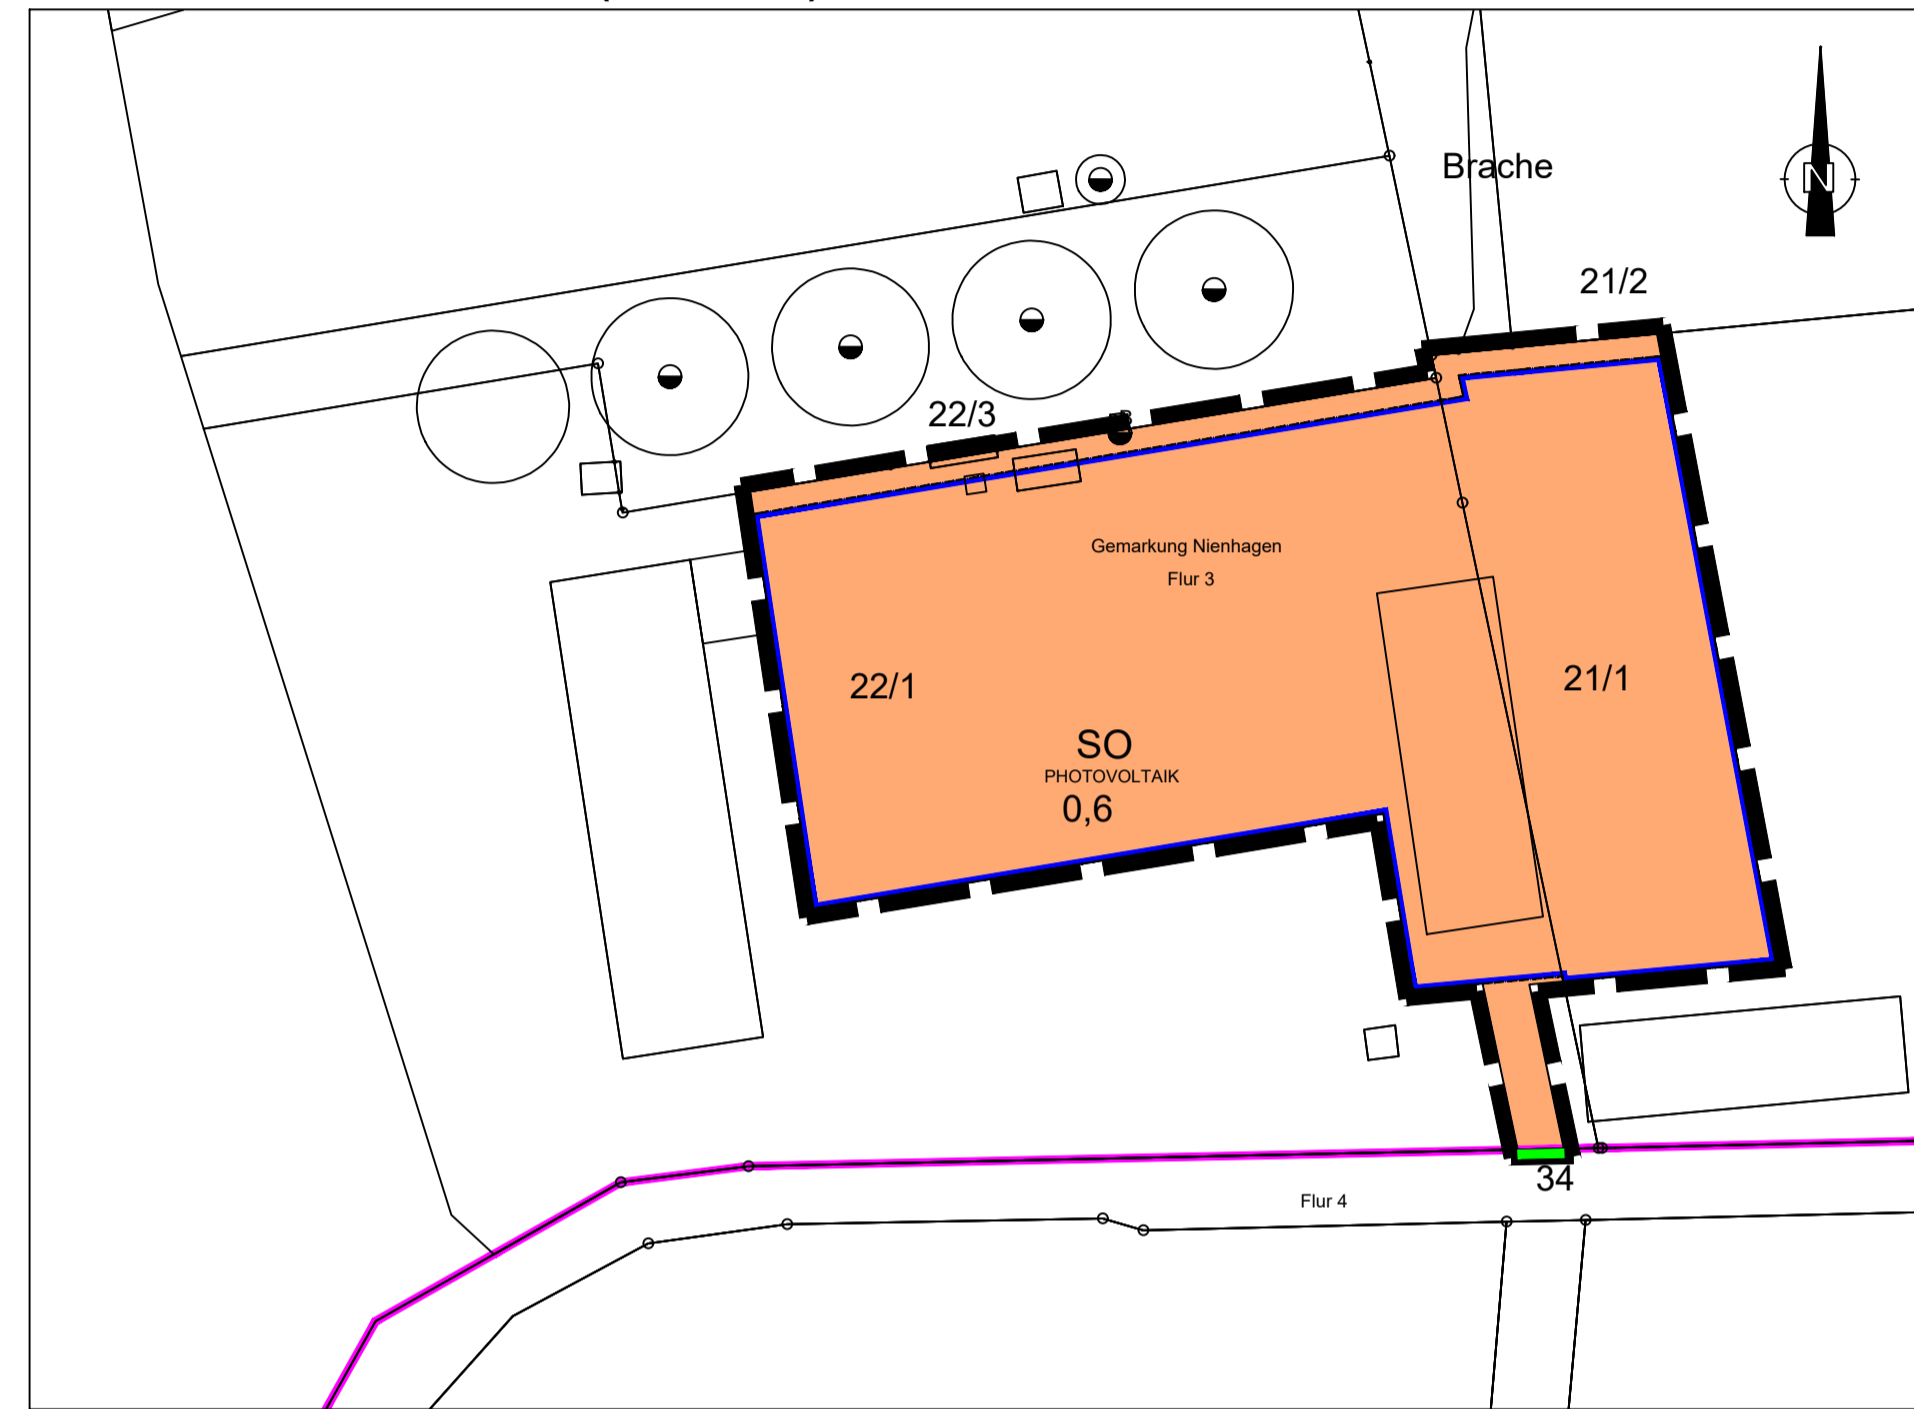 Brache
N
21/2
22/3
Gemarkung Nienhagen
Flur 3
22/1
21/1
SO
PHOTOVOLTAIK
0,6
34
Flur 4